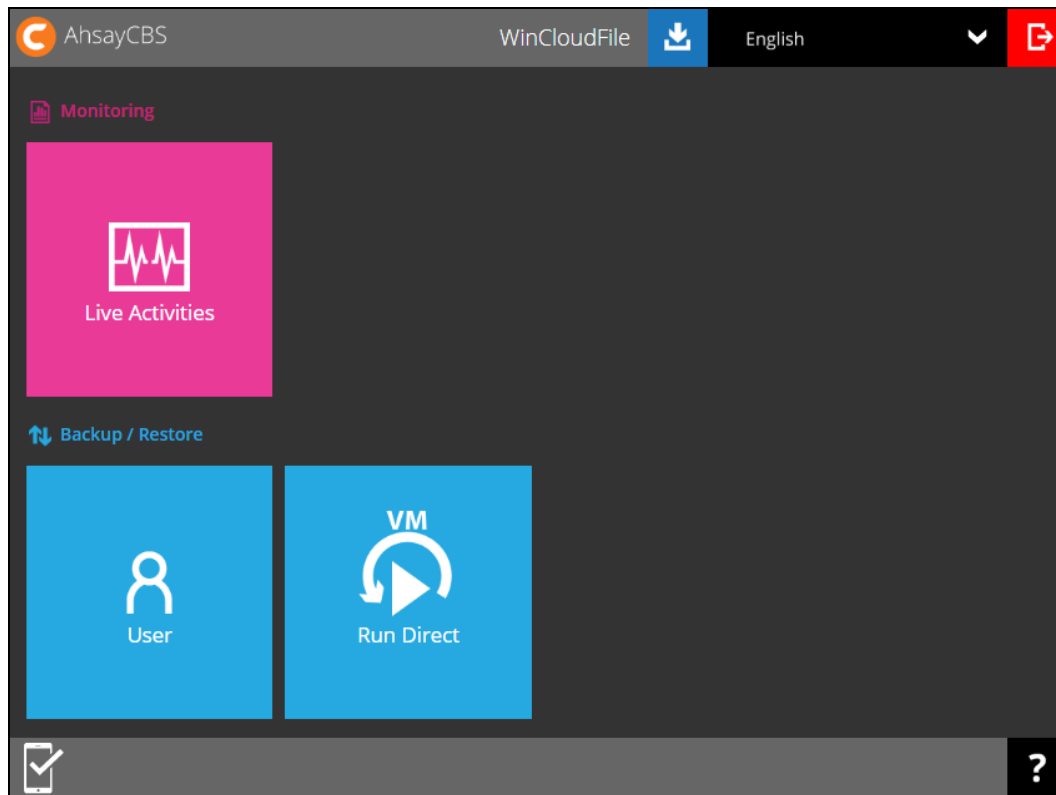 AhsayCBS
WinCloudFile
English
Monitoring
Live Activities
Backup / Restore
User
VM
Run Direct
?